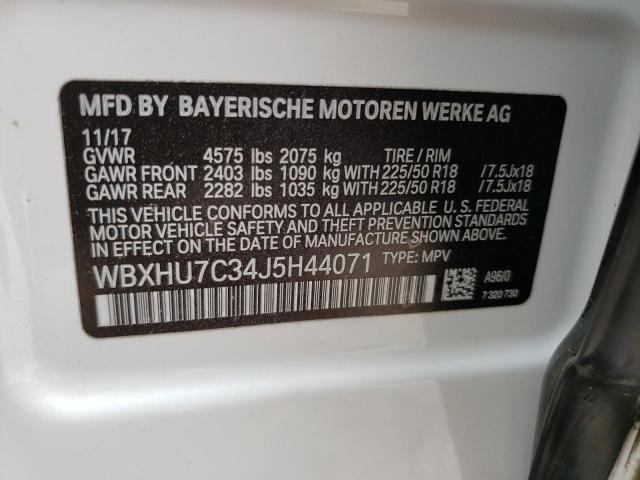 MFD BY BAYERISCHE MOTOREN WERKE AG
11/17
GVWR 4575 lbs 2075 kg TIRE / RIM
GAWR FRONT 2403 lbs 1090 kg WITH 225/50 R18 /7.5Jx18
GAWR REAR 2282 lbs 1035 kg WITH 225/50 R18 /7.5Jx18
THIS VEHICLE CONFORMS TO ALL APPLICABLE U.S. FEDERAL
MOTOR VEHICLE SAFETY AND THEFT PREVENTION STANDARDS
IN EFFECT ON THE DATE OF MANUFACTURE SHOWN ABOVE.
WBXHU7C34J5H44071 TYPE: MPV
A96/0
7 320 730